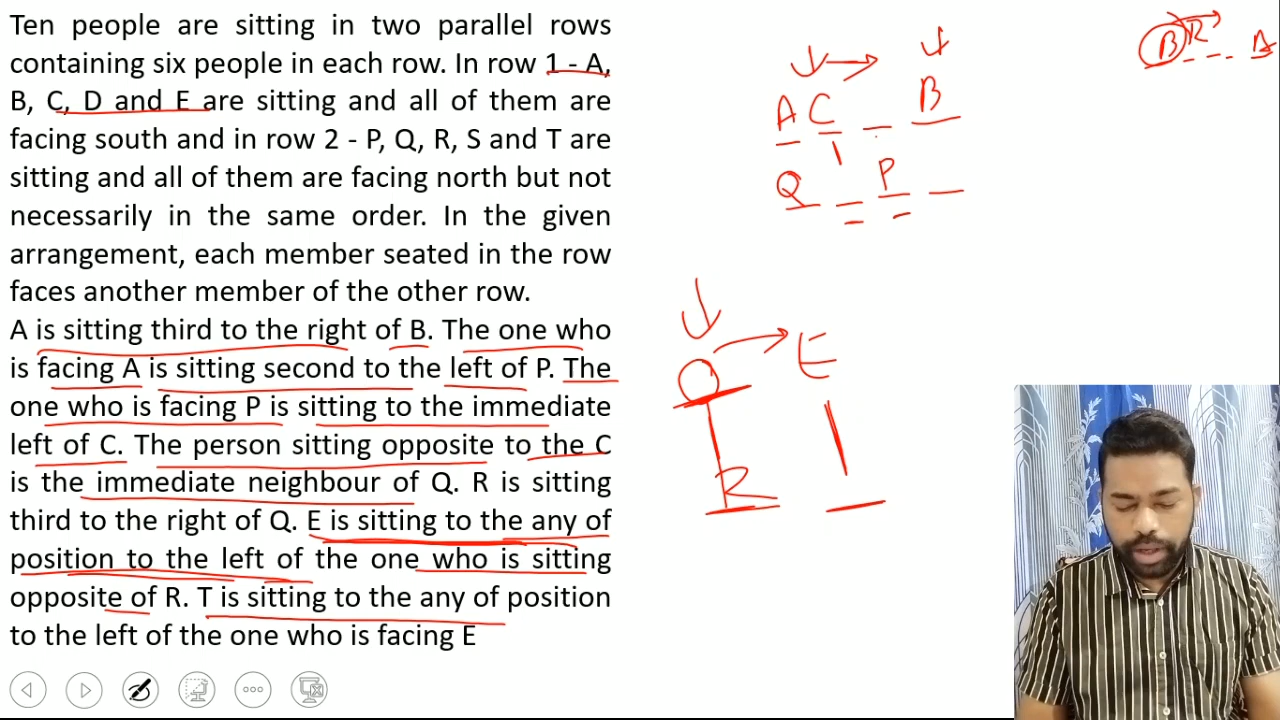 Ten people are sitting in two parallel rows
containing six people in each row. In row 1 - A,
B, C, D and E are sitting and all of them are
facing south and in row 2 - P, Q, R, S and T are
sitting and all of them are facing north but not
necessarily in the same order. In the given
arrangement, each member seated in the row
faces another member of the other row.
A is sitting third to the right of B. The one who
is facing A is sitting second to the left of P. The
one who is facing P is sitting to the immediate
left of C. The person sitting opposite to the C
is the immediate neighbour of Q. R is sitting
third to the right of Q. E is sitting to the any of
position to the left of the one who is sitting
opposite of R. T is sitting to the any of position
to the left of the one who is facing E
B R A
A C B
Q P
E
R